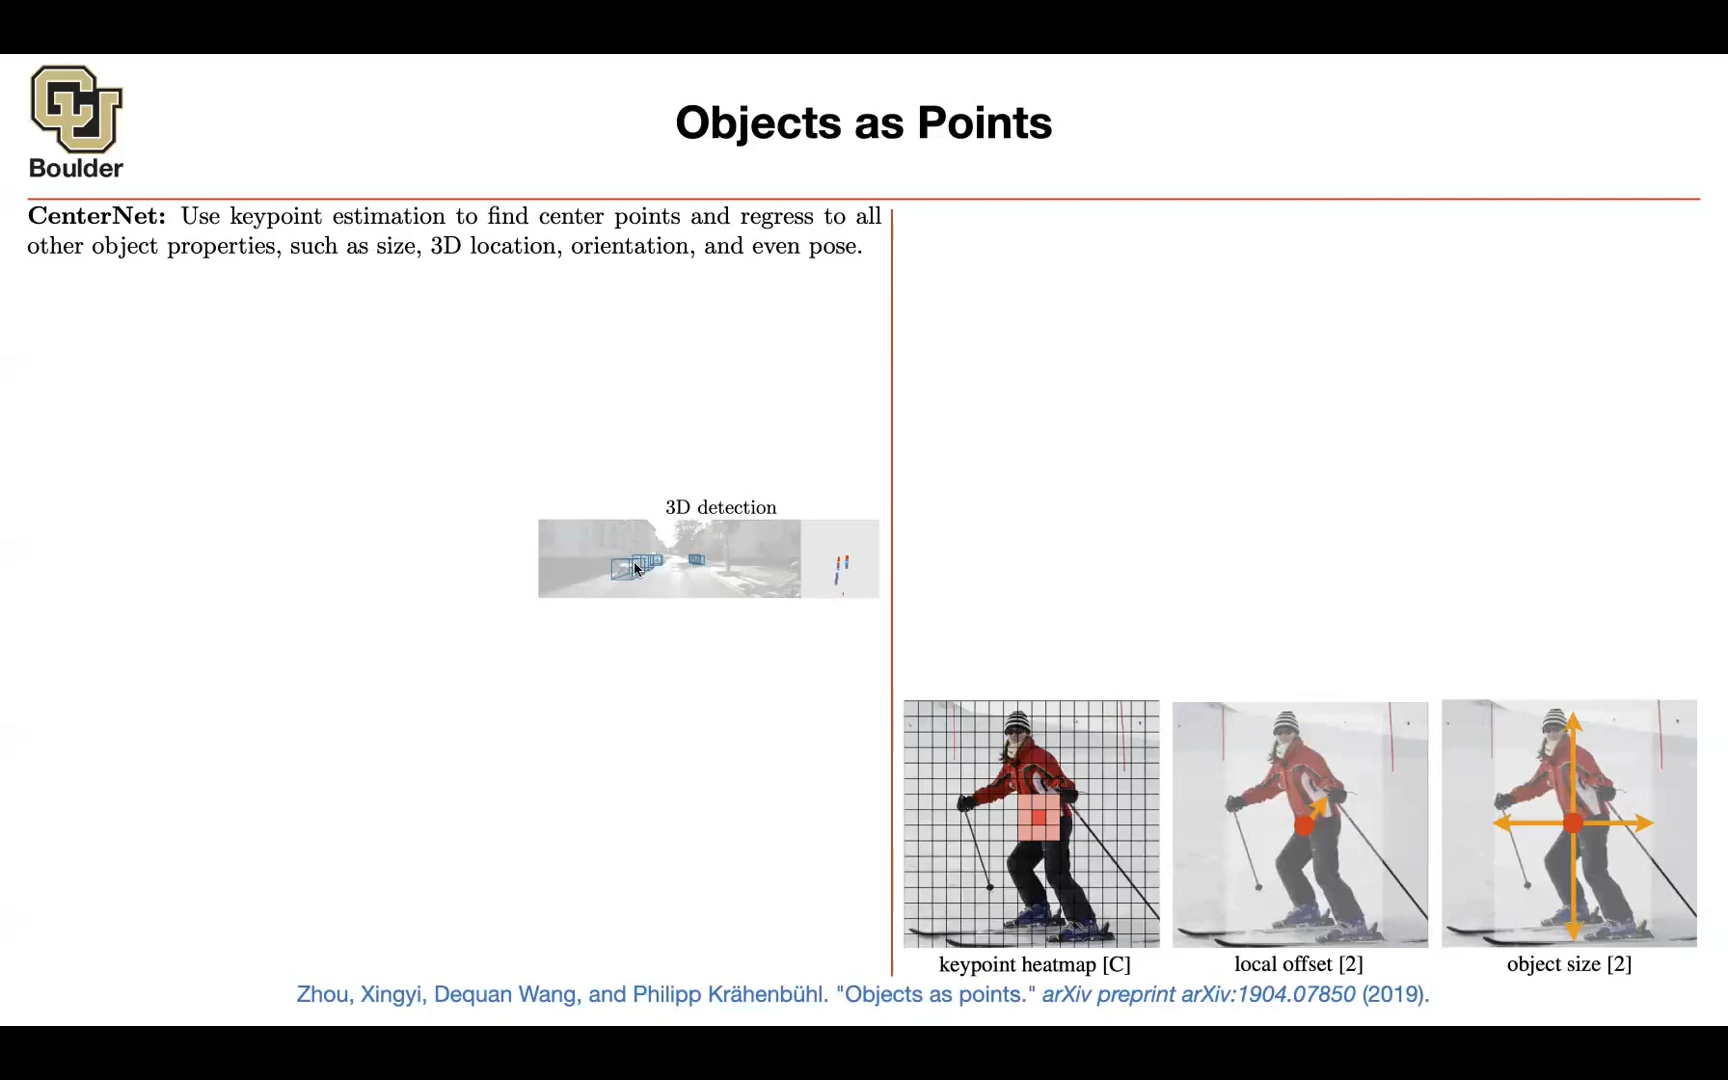 Boulder
Objects as Points
CenterNet: Use keypoint estimation to find center points and regress to all
other object properties, such as size, 3D location, orientation, and even pose.
3D detection
keypoint heatmap [C]
local offset [2]
object size [2]
Zhou, Xingyi, Dequan Wang, and Philipp Krähenbühl. "Objects as points." arXiv preprint arXiv:1904.07850 (2019).